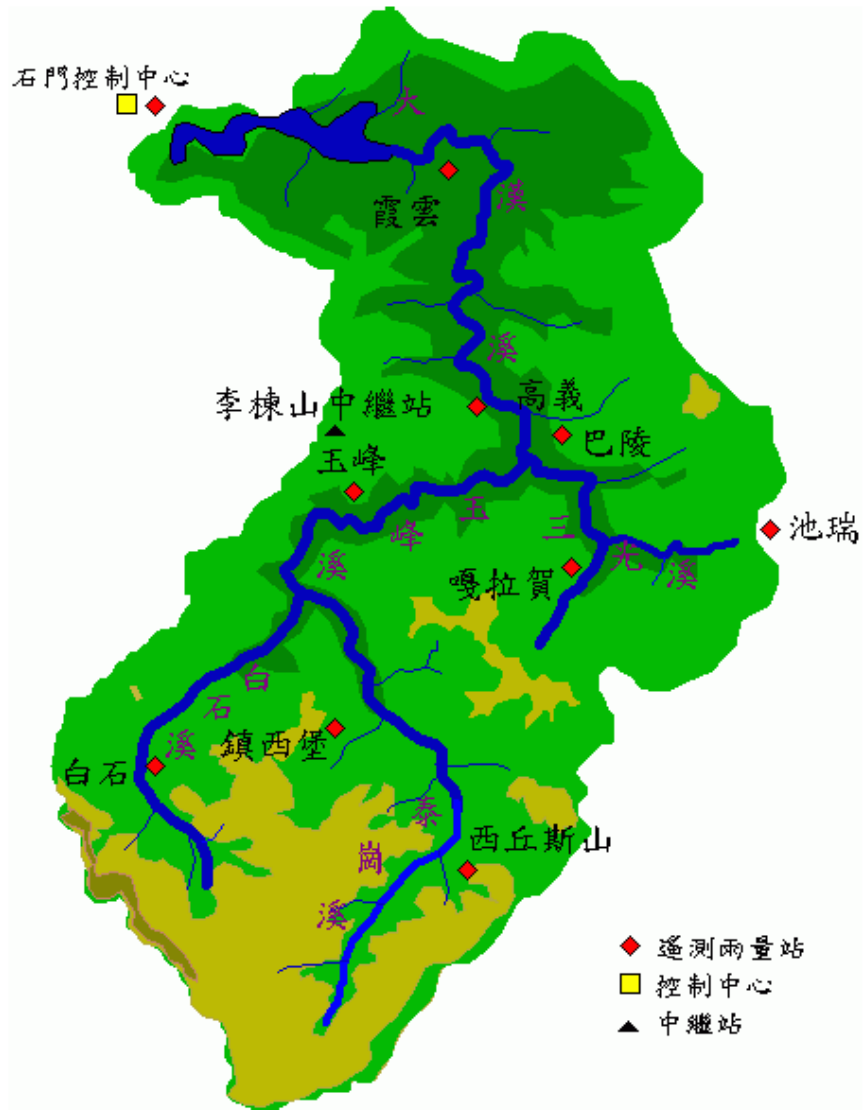 石門控制中心
大
漢
溪
霞雲
李棟山中繼站
高義
巴陵
玉峰
玉
峰
溪
三
光
溪
池瑞
嘎拉賀
白
石
溪
鎮西堡
白石
泰
崗
溪
西丘斯山
遙測雨量站
控制中心
中繼站